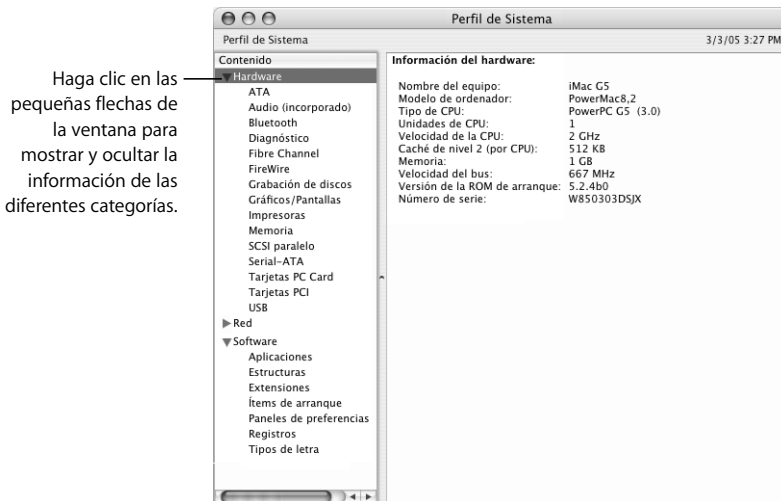 Perfil de Sistema
Perfil de Sistema
3/3/05 3:27 PM
Haga clic en las
pequeñas flechas de
la ventana para
mostrar y ocultar la
información de las
diferentes categorías.
Contenido
Hardware
ATA
Audio (incorporado)
Bluetooth
Diagnóstico
Fibre Channel
FireWire
Grabación de discos
Gráficos/Pantallas
Impresoras
Memoria
SCSI paralelo
Serial-ATA
Tarjetas PC Card
Tarjetas PCI
USB
Red
Software
Aplicaciones
Estructuras
Extensiones
Ítems de arranque
Paneles de preferencias
Registros
Tipos de letra
Información del hardware:
Nombre del equipo: iMac G5
Modelo de ordenador: PowerMac8,2
Tipo de CPU: PowerPC G5 (3.0)
Unidades de CPU: 1
Velocidad de la CPU: 2 GHz
Caché de nivel 2 (por CPU): 512 KB
Memoria: 1 GB
Velocidad del bus: 667 MHz
Versión de la ROM de arranque: 5.2.4b0
Número de serie: W850303DSJX